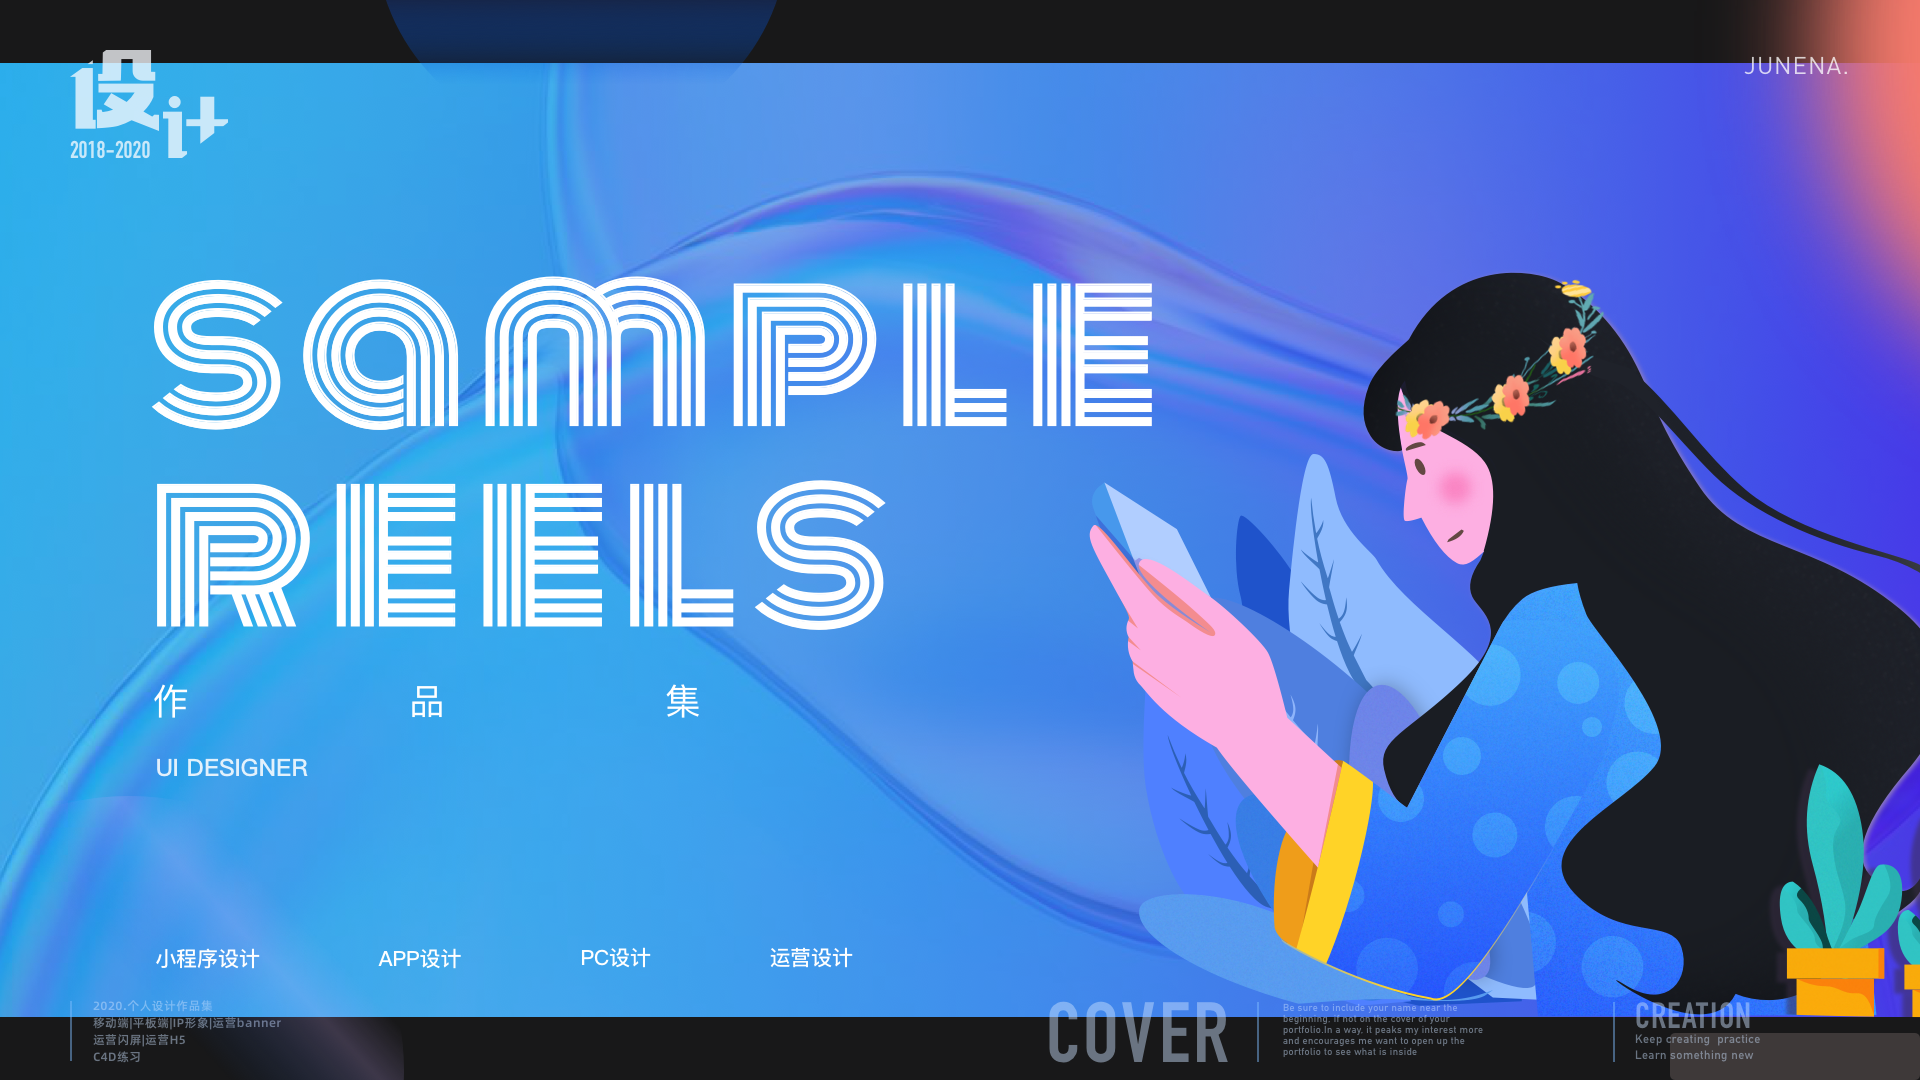 设计
2018-2020
JUNENA.
SAMPLE
REELS
作品集
UI DESIGNER
小程序设计 APP设计 PC设计 运营设计
2020.个人设计作品集
移动端|平板端|IP形象|运营banner
运营闪屏|运营H5
C4D练习
COVER
Be sure to include your name near the
beginning. if not on the cover of your
portfolio.In a way, it peaks my interest more
and encourages me want to open up the
portfolio to see what is inside
CREATION
Keep creating practice
Learn something new